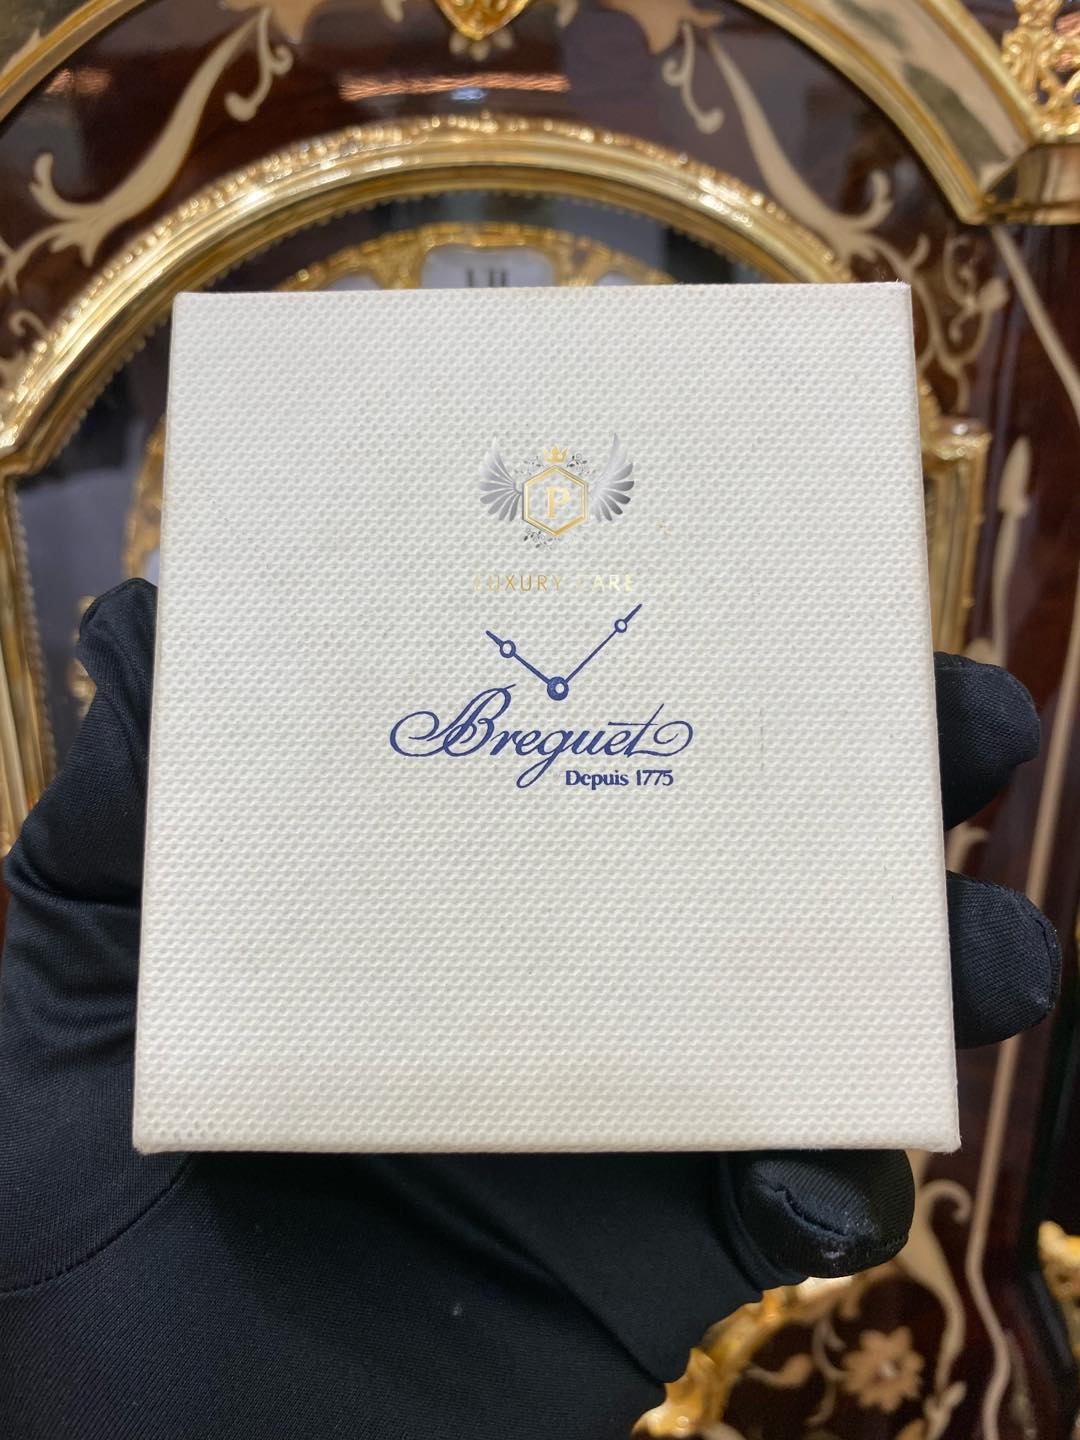 P
LUXURY CARE
Breguet
Depuis 1775